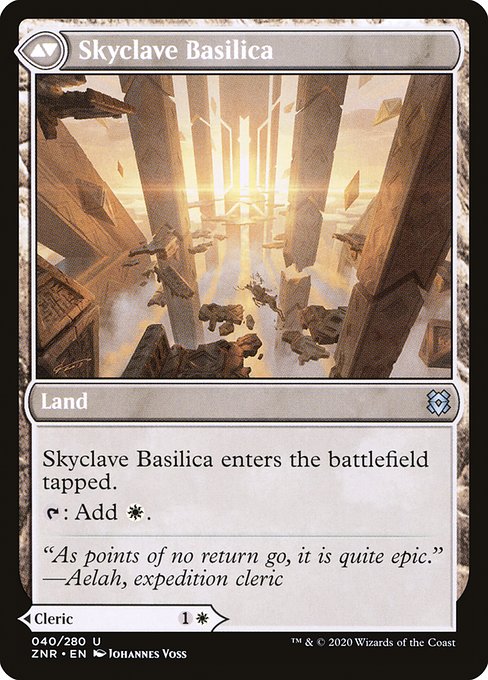 Skyclave Basilica
Land
Skyclave Basilica enters the battlefield
tapped.
: Add .
“As points of no return go, it is quite epic.”
—Aelah, expedition cleric
Cleric 1
040/280 U
ZNR • EN Johannes Voss
™ & © 2020 Wizards of the Coast